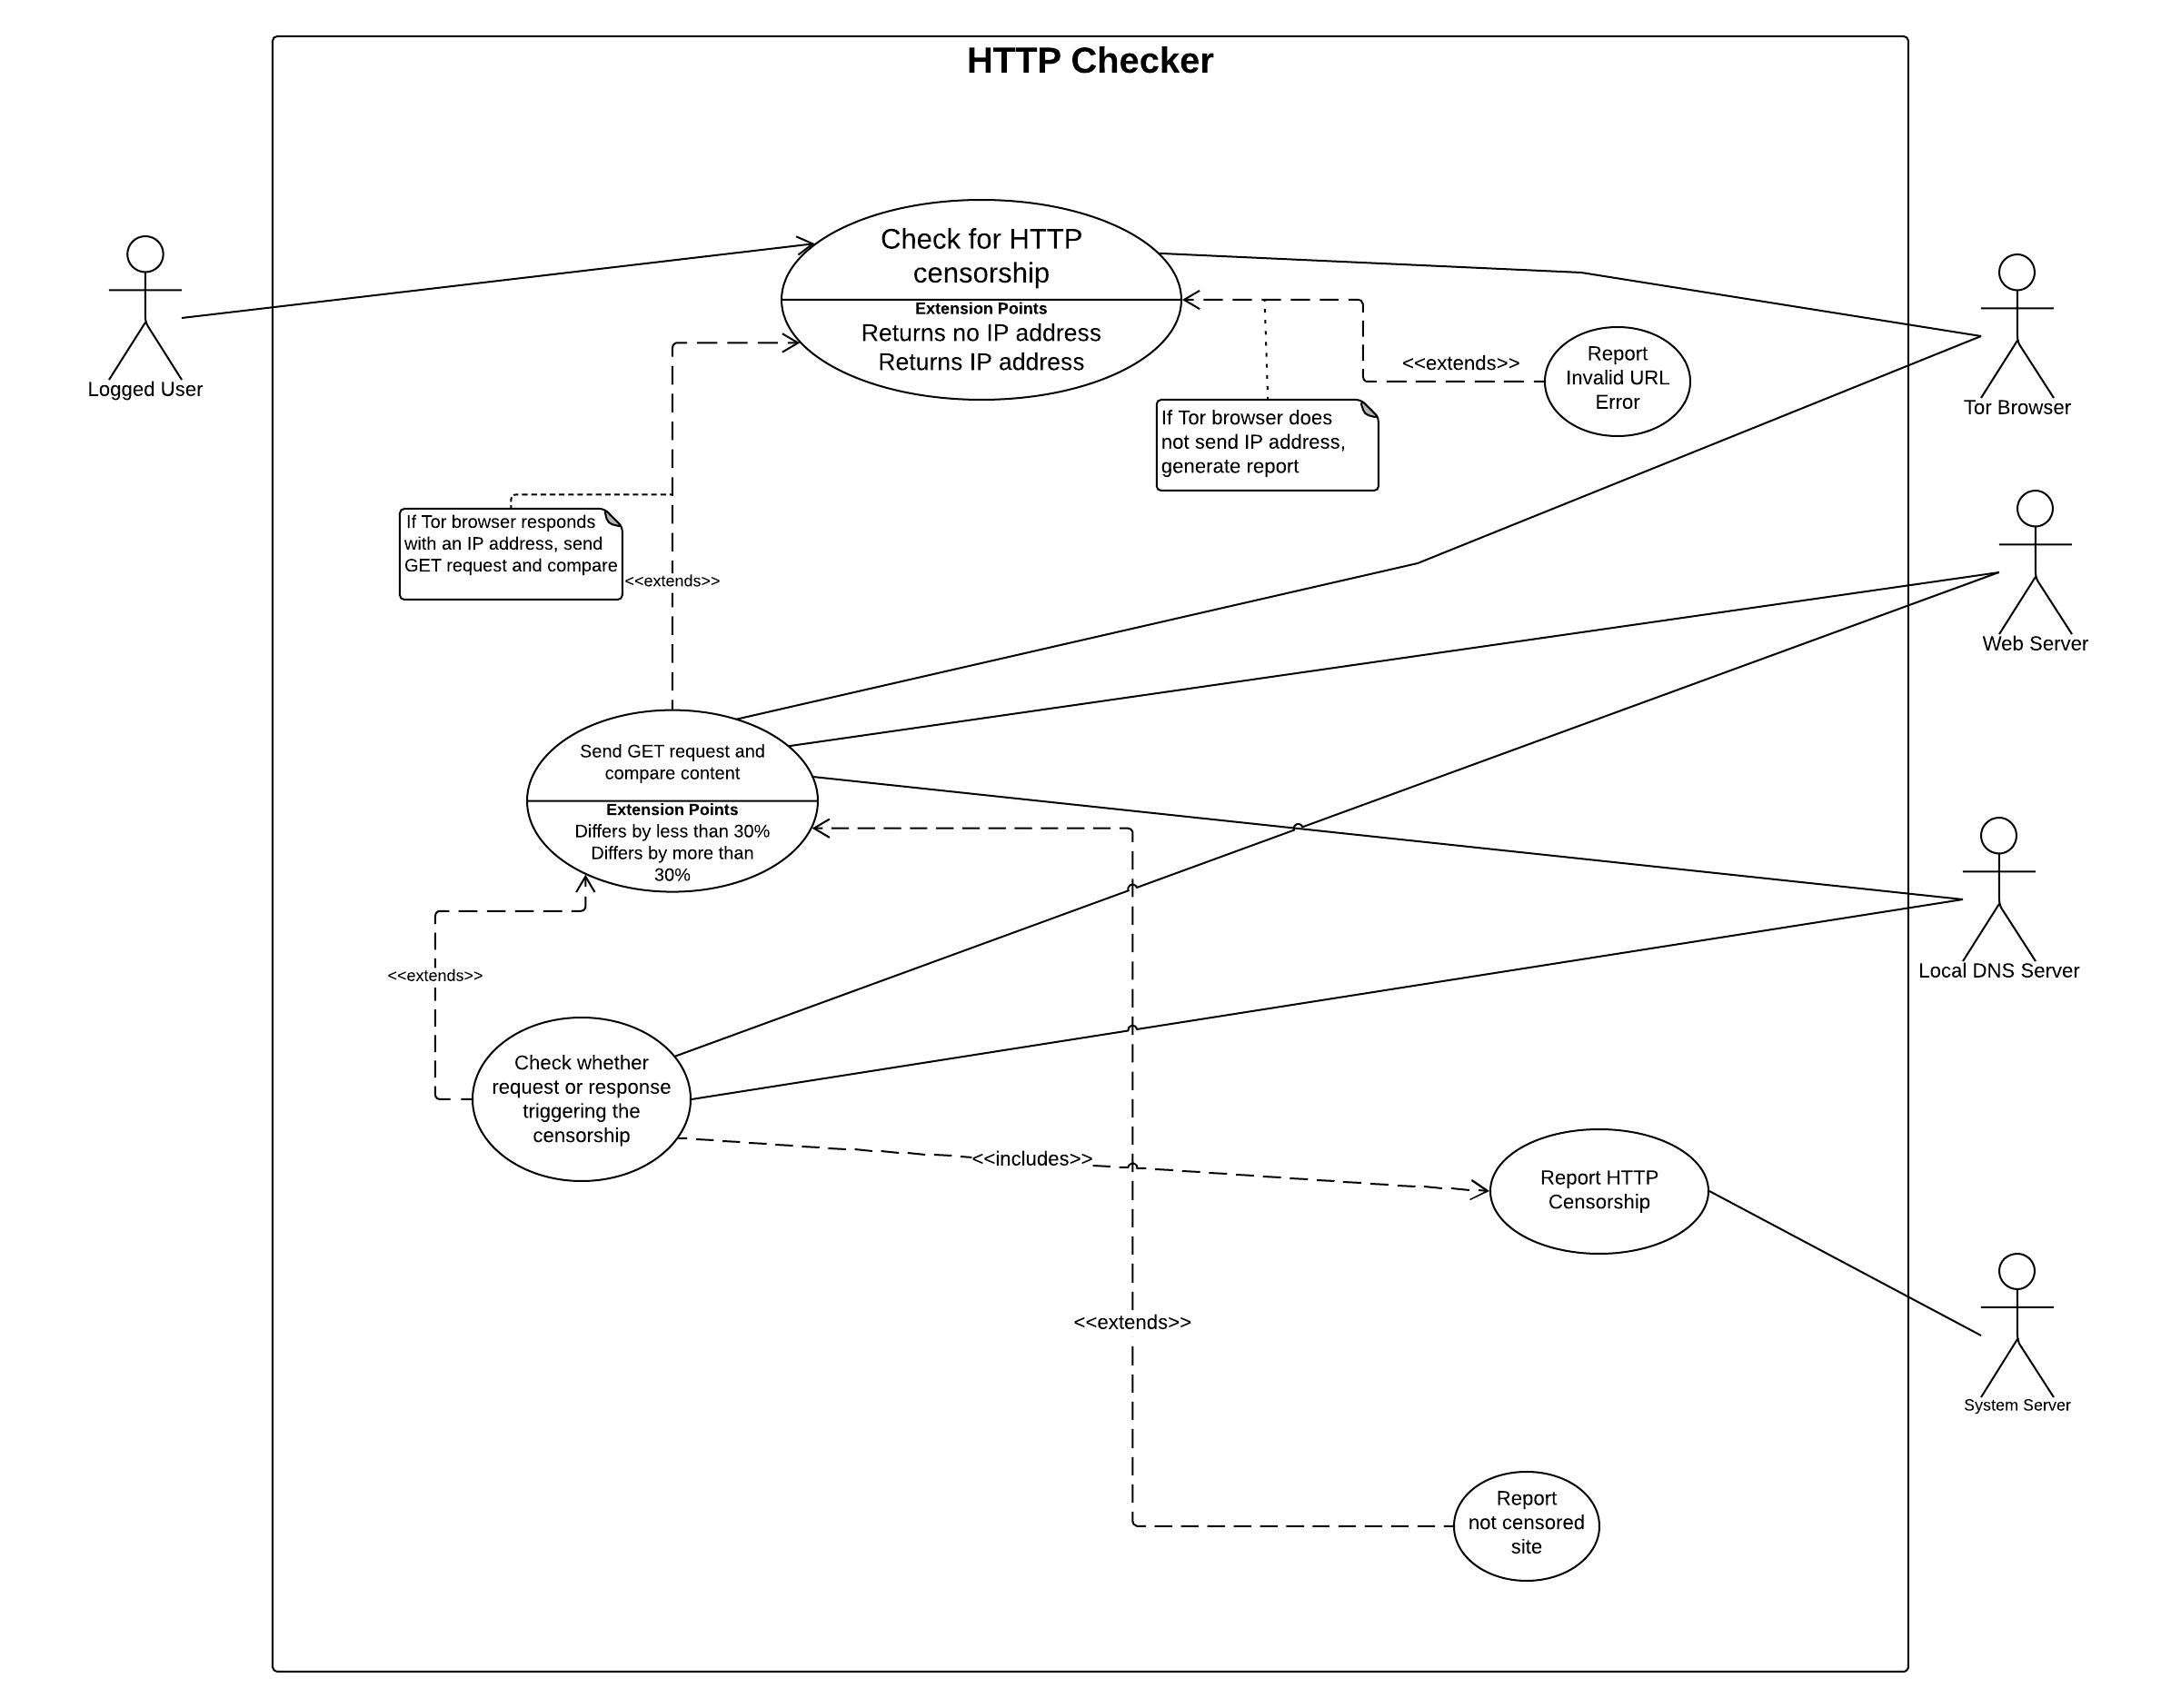 HTTP Checker
Check for HTTP
censorship
Extension Points
Returns no IP address
Returns IP address
Logged User
<<extends>>
Report
Invalid URL
Error
Tor Browser
If Tor browser does
not send IP address,
generate report
If Tor browser responds
with an IP address, send
GET request and compare
<<extends>>
Web Server
Send GET request and
compare content
Extension Points
Differs by less than 30%
Differs by more than
30%
Local DNS Server
<<extends>>
Check whether
request or response
triggering the
censorship
<<includes>>
Report HTTP
Censorship
<<extends>>
System Server
Report
not censored
site